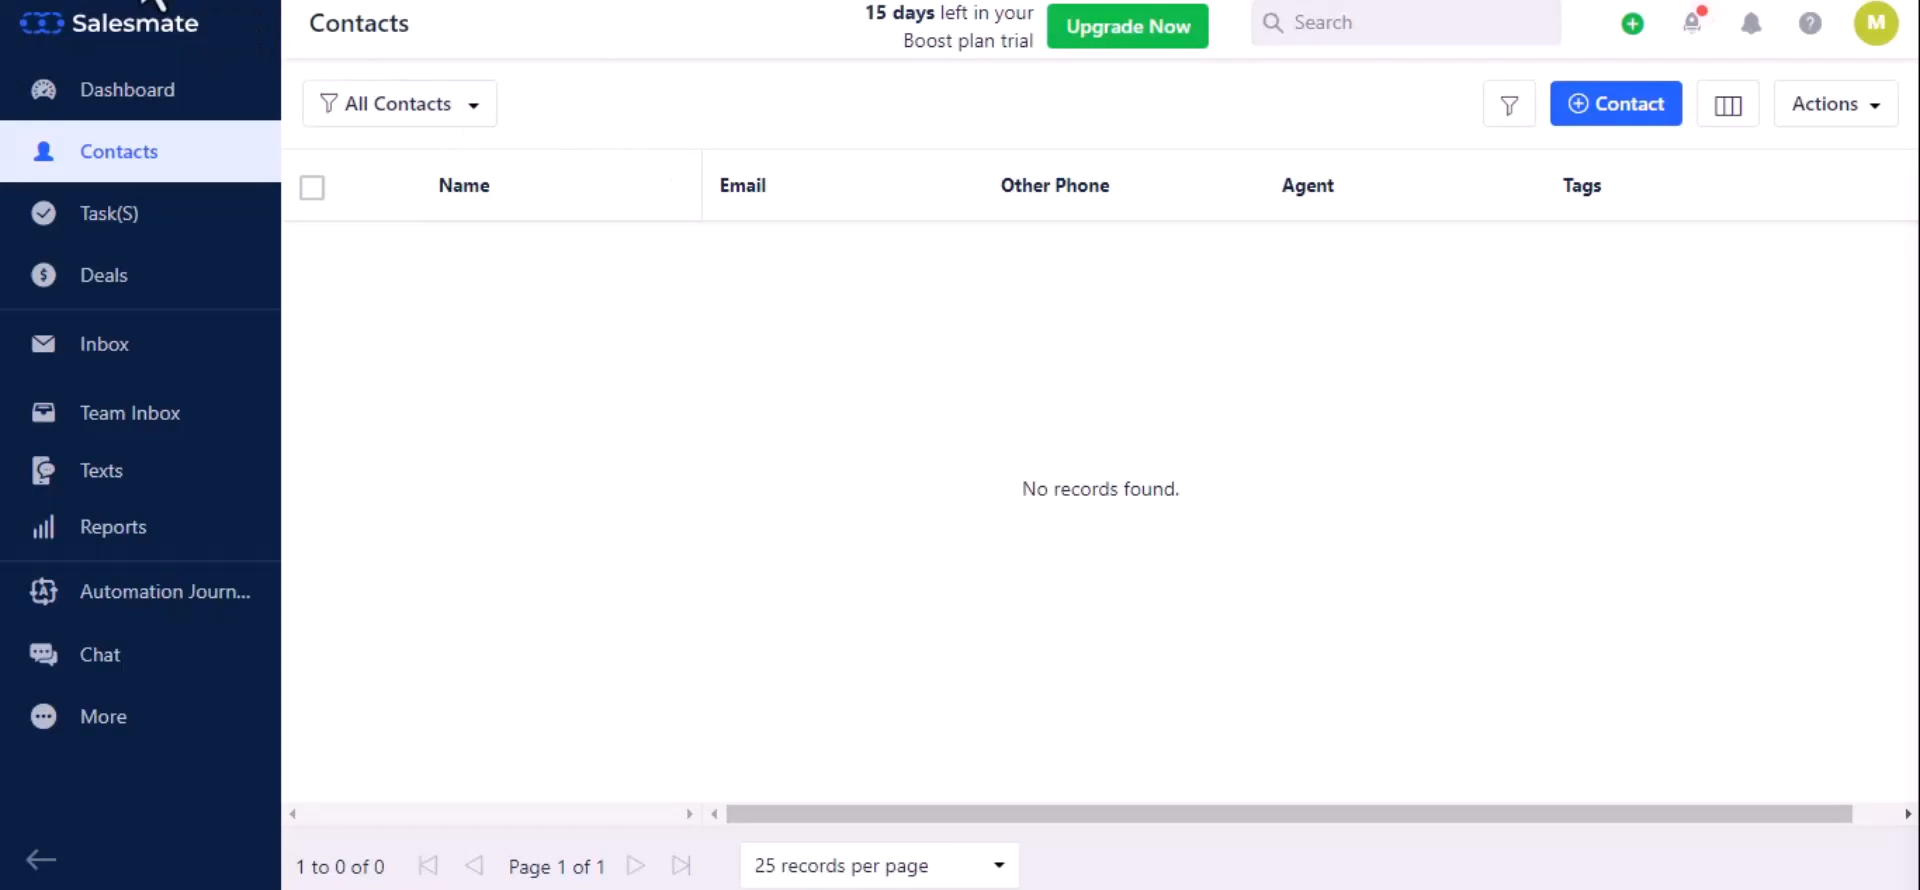 Salesmate
Contacts
15 days left in your
Boost plan trial
Upgrade Now
Search
M
Dashboard
Contacts
Task(S)
Deals
Inbox
Team Inbox
Texts
Reports
Automation Journ...
Chat
More
All Contacts
Contact
Actions
Name
Email
Other Phone
Agent
Tags
No records found.
1 to 0 of 0
Page 1 of 1
25 records per page